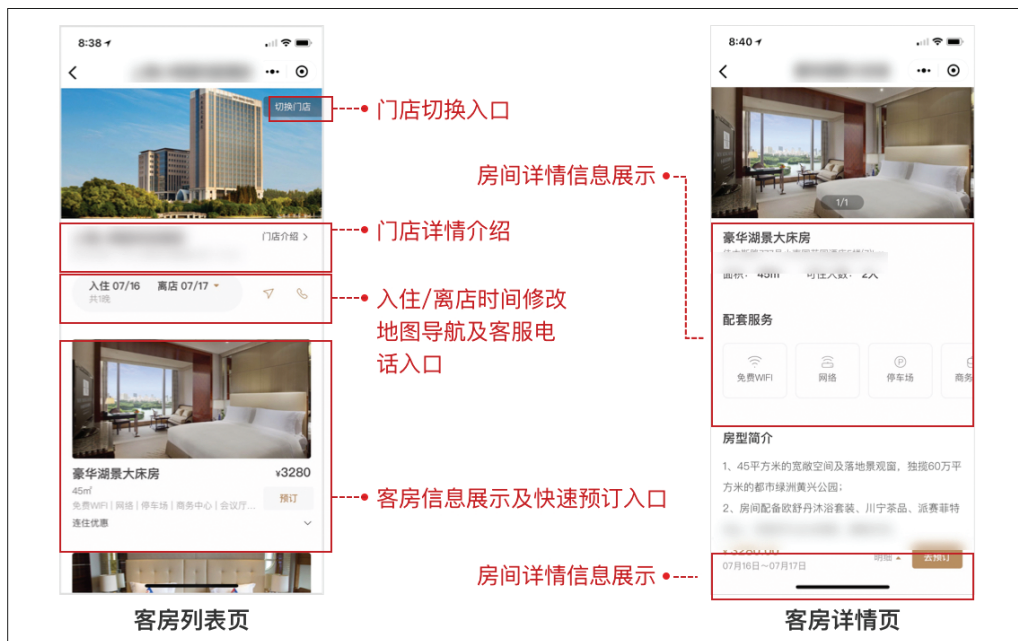 8:38
切换门店
门店介绍 >
入住 07/16 离店 07/17
共1晚
豪华湖景大床房
¥3280
45㎡
预订
免费WIFI | 网络 | 停车场 | 商务中心 | 会议厅...
连住优惠
客房列表页
门店切换入口
门店详情介绍
入住/离店时间修改
地图导航及客服电
话入口
客房信息展示及快速预订入口
房间详情信息展示
房间详情信息展示
8:40
1/1
豪华湖景大床房
面积: 45m² 可住人数: 2人
配套服务
免费WIFI
网络
停车场
商务
房型简介
1、45平方米的宽敞空间及落地景观窗，独揽60万平
方米的都市绿洲黄兴公园；
2、房间配备欧舒丹沐浴套装、川宁茶品、派赛菲特
¥3280.00
明细
去预订
07月16日~07月17日
客房详情页